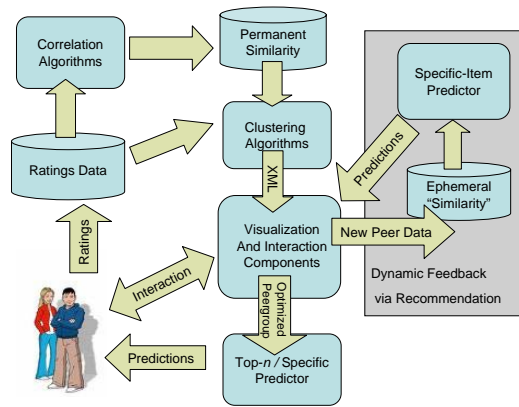 Correlation
Algorithms
Permanent
Similarity
Specific-Item
Predictor
Ratings Data
Clustering
Algorithms
Predictions
XML
Ephemeral
“Similarity”
Visualization
And Interaction
Components
New Peer Data
Ratings
Interaction
Optimized
Peergroup
Dynamic Feedback
via Recommendation
Predictions
Top-n / Specific
Predictor